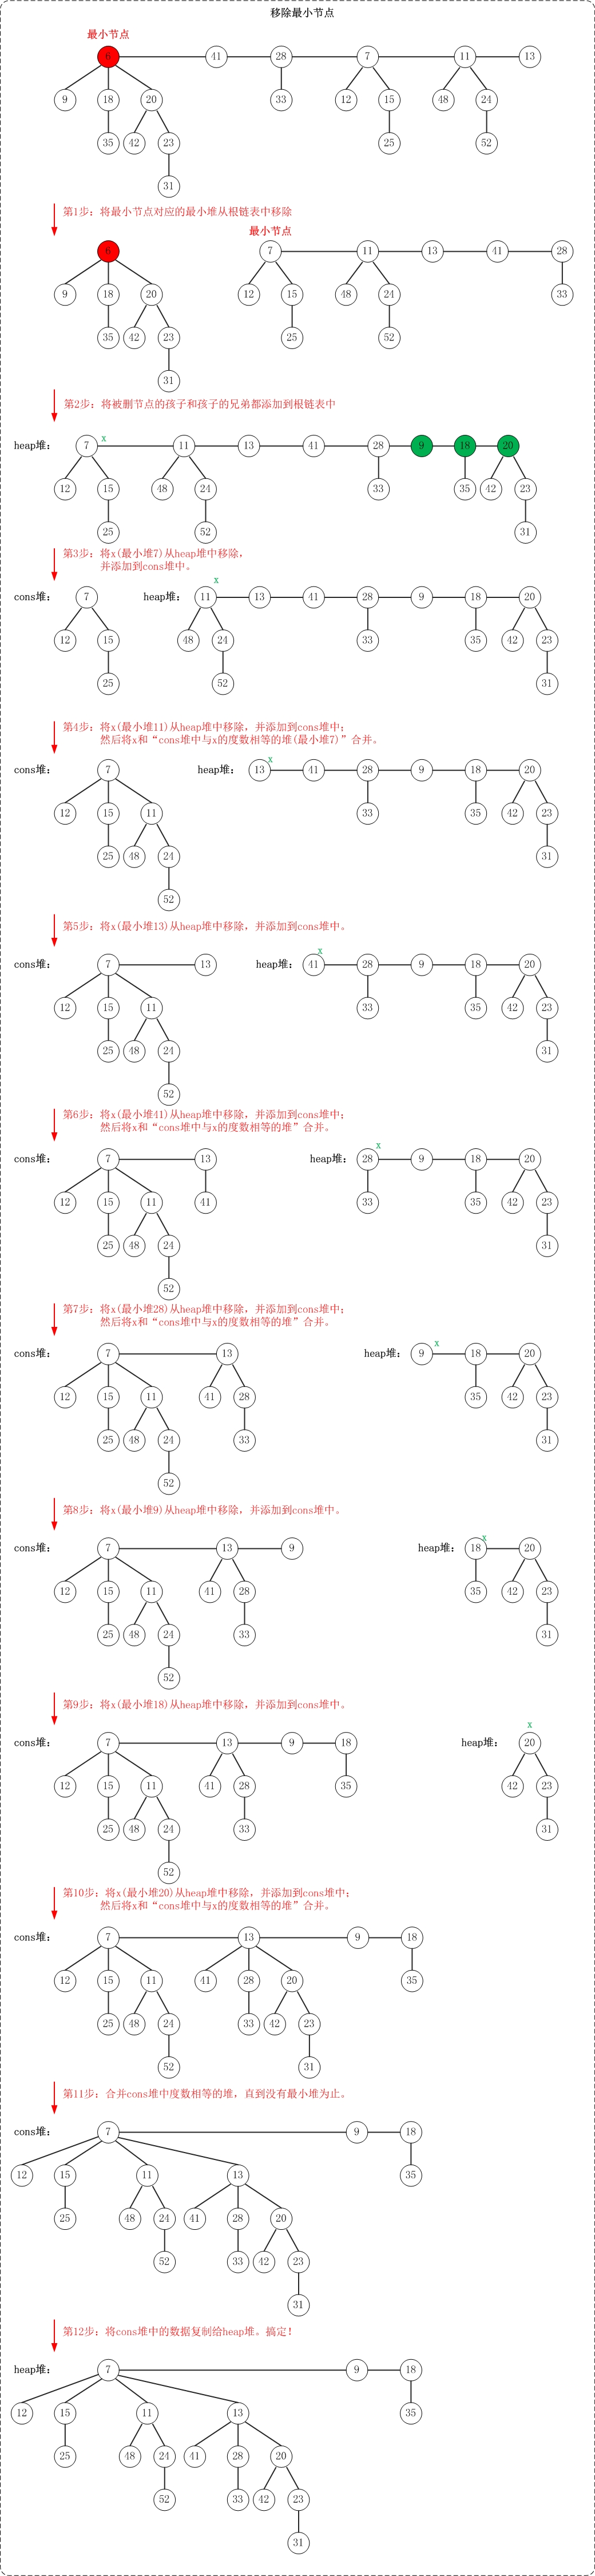 移除最小节点
最小节点
6 41 28 7 11 13
9 18 20 33 12 15 48 24
35 42 23 25 52
31
第1步：将最小节点对应的最小堆从根链表中移除
最小节点
6 7 11 13 41 28
9 18 20 12 15 48 24 33
35 42 23 25 52
31
第2步：将被删节点的孩子和孩子的兄弟都添加到根链表中
heap堆： 7 x 11 13 41 28 9 18 20
12 15 48 24 33 35 42 23
25 52 31
第3步：将x(最小堆7)从heap堆中移除，
并添加到cons堆中。
x
cons堆： 7 heap堆： 11 13 41 28 9 18 20
12 15 48 24 33 35 42 23
25 52 31
第4步：将x(最小堆11)从heap堆中移除，并添加到cons堆中；
然后将x和“cons堆中与x的度数相等的堆(最小堆7)”合并。
cons堆： 7 heap堆： 13 x 41 28 9 18 20
12 15 11 33 35 42 23
25 48 24 31
52
第5步：将x(最小堆13)从heap堆中移除，并添加到cons堆中。
cons堆： 7 13 heap堆： 41 x 28 9 18 20
12 15 11 33 35 42 23
25 48 24 31
52
第6步：将x(最小堆41)从heap堆中移除，并添加到cons堆中；
然后将x和“cons堆中与x的度数相等的堆”合并。
cons堆： 7 13 heap堆： 28 x 9 18 20
12 15 11 41 33 35 42 23
25 48 24 31
52
第7步：将x(最小堆28)从heap堆中移除，并添加到cons堆中；
然后将x和“cons堆中与x的度数相等的堆”合并。
cons堆： 7 13 heap堆： 9 x 18 20
12 15 11 41 28 35 42 23
25 48 24 33 31
52
第8步：将x(最小堆9)从heap堆中移除，并添加到cons堆中。
cons堆： 7 13 9 heap堆： 18 x 20
12 15 11 41 28 35 42 23
25 48 24 33 31
52
第9步：将x(最小堆18)从heap堆中移除，并添加到cons堆中。
x
cons堆： 7 13 9 18 heap堆： 20
12 15 11 41 28 35 42 23
25 48 24 33 31
52
第10步：将x(最小堆20)从heap堆中移除，并添加到cons堆中；
然后将x和“cons堆中与x的度数相等的堆”合并。
cons堆： 7 13 9 18
12 15 11 41 28 20 35
25 48 24 33 42 23
52 31
第11步：合并cons堆中度数相等的堆，直到没有最小堆为止。
cons堆： 7 9 18
12 15 11 13 35
25 48 24 41 28 20
52 33 42 23
31
第12步：将cons堆中的数据复制给heap堆。搞定！
heap堆： 7 9 18
12 15 11 13 35
25 48 24 41 28 20
52 33 42 23
31